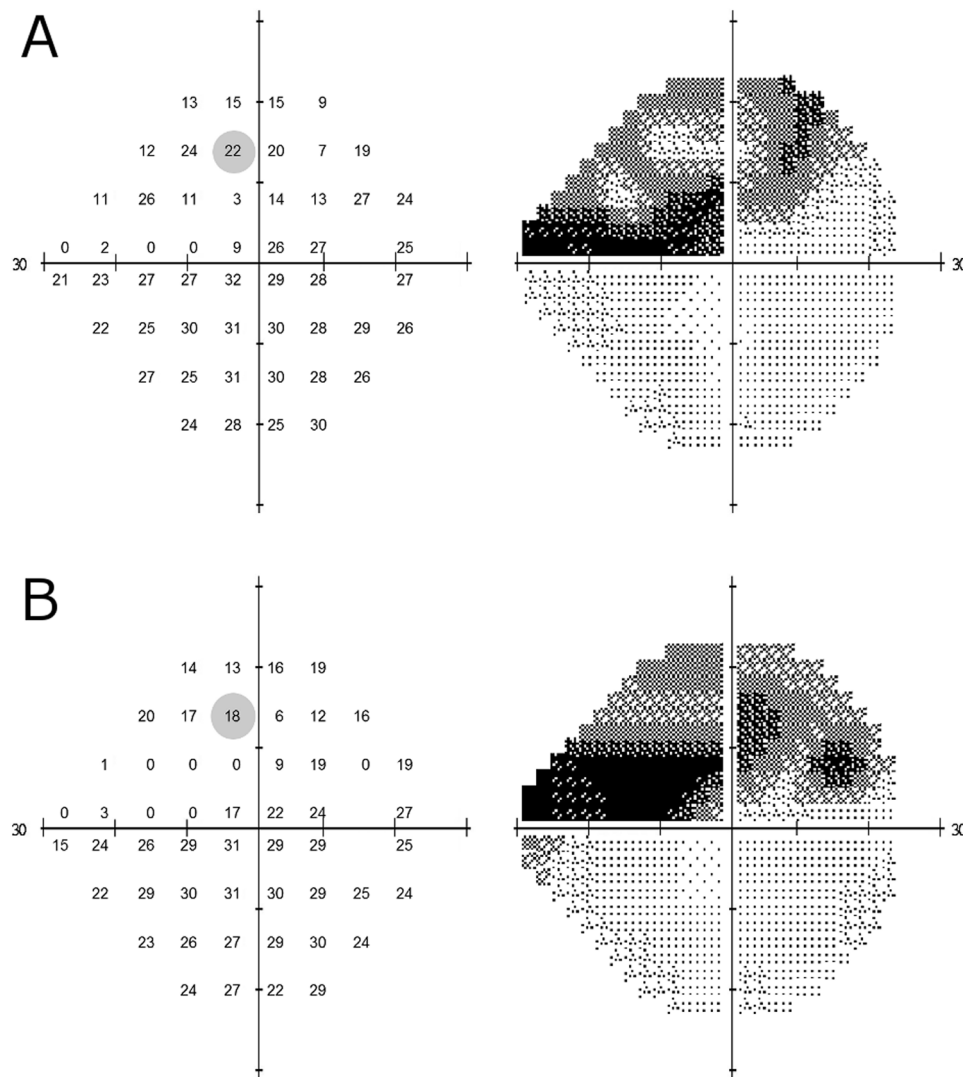 A
13 15 15 9
12 24 22 20 7 19
11 26 11 3 14 13 27 24
0 2 0 0 9 26 27 25
30 30
21 23 27 27 32 29 28 27
22 25 30 31 30 28 29 26
27 25 31 30 28 26
24 28 25 30
B
14 13 16 19
20 17 18 6 12 16
1 0 0 0 9 19 0 19
0 3 0 0 17 22 24 27
30 30
15 24 26 29 31 29 29 25
22 29 30 31 30 29 25 24
23 26 27 29 30 24
24 27 22 29